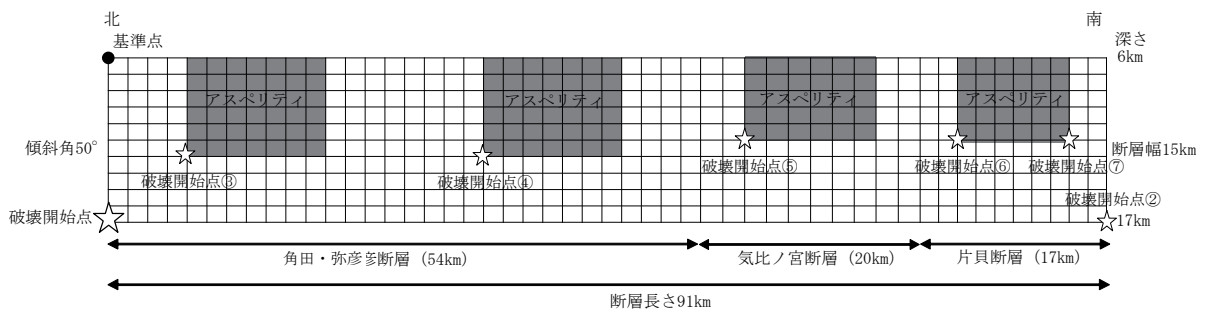 北
南
基準点
深さ
6km
アスペリティ
アスペリティ
アスペリティ
アスペリティ
傾斜角50°
断層幅15km
破壊開始点③
破壊開始点④
破壊開始点⑤
破壊開始点⑥
破壊開始点⑦
破壊開始点②
破壊開始点
17km
角田・弥彦断層 (54km)
気比ノ宮断層 (20km)
片貝断層 (17km)
断層長さ91km